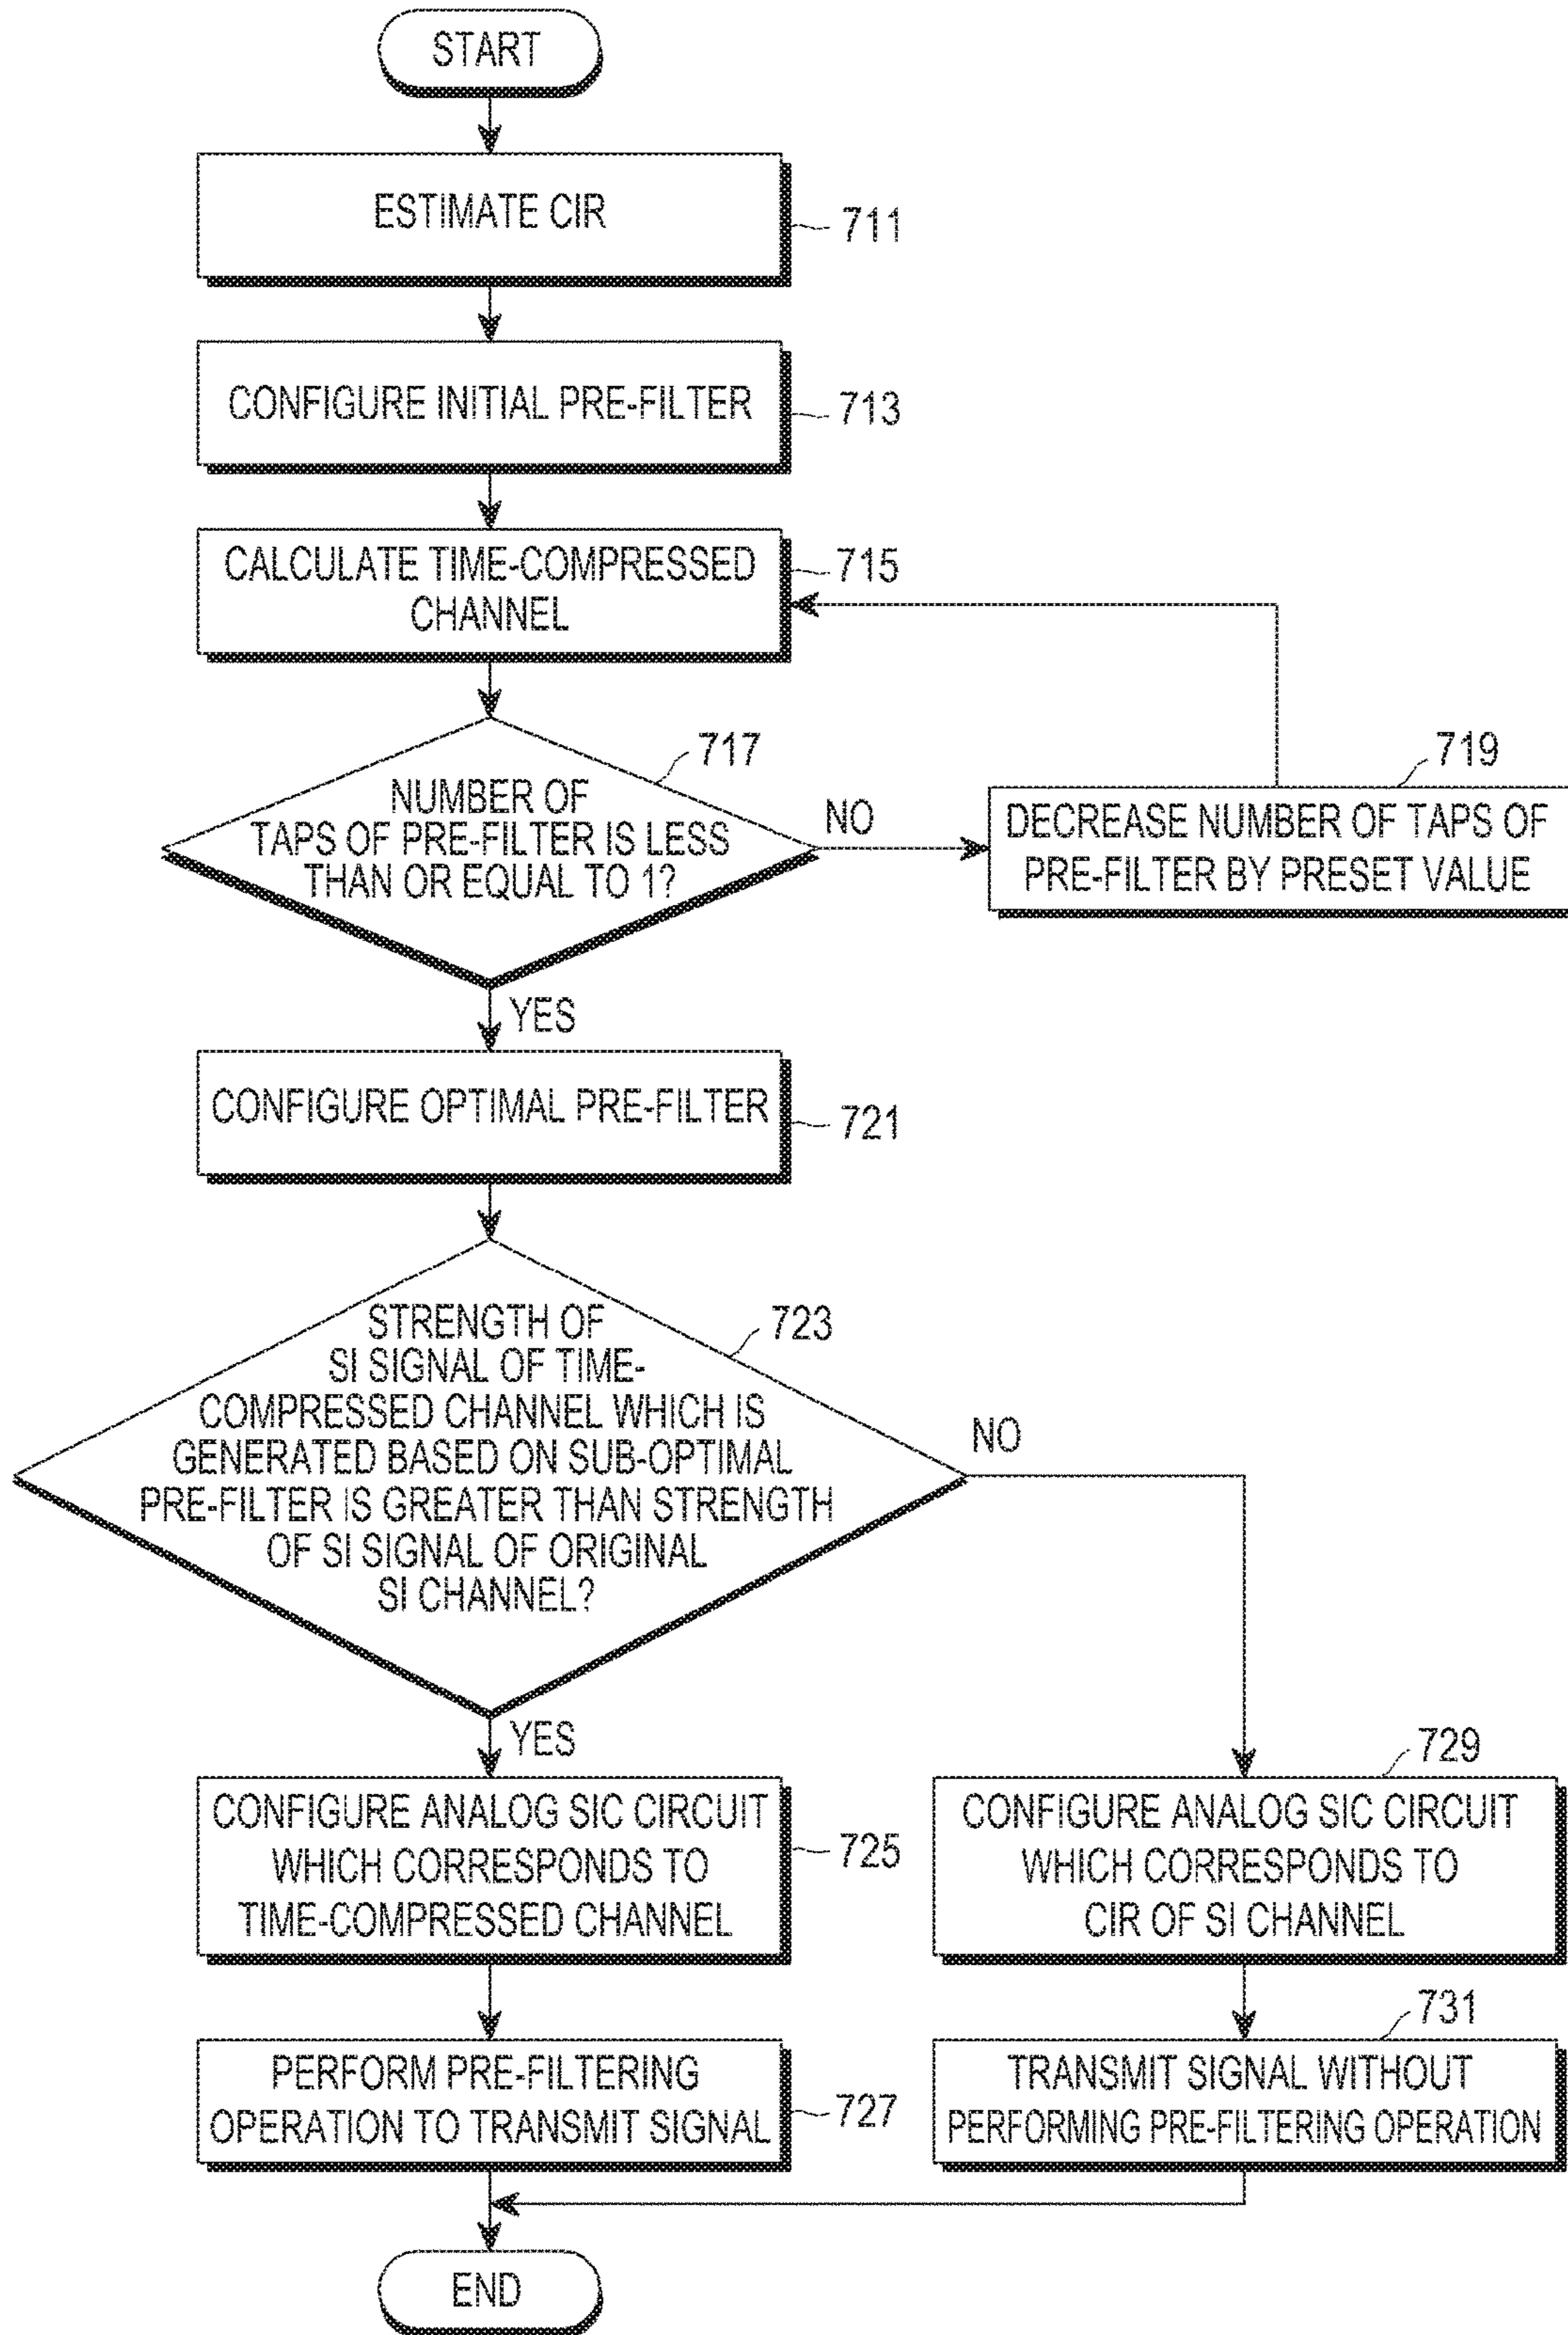 START
ESTIMATE CIR
711
CONFIGURE INITIAL PRE-FILTER
713
CALCULATE TIME-COMPRESSED
CHANNEL
715
717
NUMBER OF
TAPS OF PRE-FILTER IS LESS
THAN OR EQUAL TO 1?
NO
719
DECREASE NUMBER OF TAPS OF
PRE-FILTER BY PRESET VALUE
YES
CONFIGURE OPTIMAL PRE-FILTER
721
723
STRENGTH OF
SI SIGNAL OF TIME-
COMPRESSED CHANNEL WHICH IS
GENERATED BASED ON SUB-OPTIMAL
PRE-FILTER IS GREATER THAN STRENGTH
OF SI SIGNAL OF ORIGINAL
SI CHANNEL?
NO
YES
CONFIGURE ANALOG SIC CIRCUIT
WHICH CORRESPONDS TO
TIME-COMPRESSED CHANNEL
725
729
CONFIGURE ANALOG SIC CIRCUIT
WHICH CORRESPONDS TO
CIR OF SI CHANNEL
PERFORM PRE-FILTERING
OPERATION TO TRANSMIT SIGNAL
727
731
TRANSMIT SIGNAL WITHOUT
PERFORMING PRE-FILTERING OPERATION
END